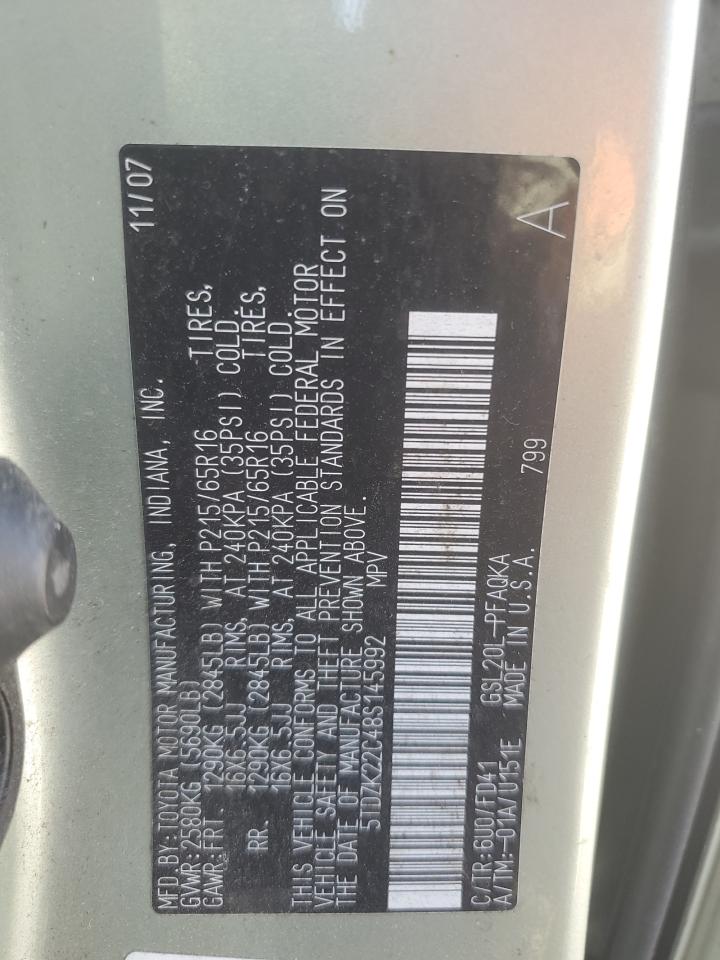 MFD.BY:TOYOTA MOTOR MANUFACTURING, INDIANA, INC. 11/07
GVWR:2580KG (5690LB)
GAWR:FRT. 1290KG (2845LB) WITH P215/65R16 TIRES,
16X6.5JJ RIMS, AT 240KPA (35PSI) COLD.
RR. 1290KG (2845LB) WITH P215/65R16 TIRES,
16X6.5JJ RIMS, AT 240KPA (35PSI) COLD.
THIS VEHICLE CONFORMS TO ALL APPLICABLE FEDERAL MOTOR
VEHICLE SAFETY AND THEFT PREVENTION STANDARDS IN EFFECT ON
THE DATE OF MANUFACTURE SHOWN ABOVE.
5TDZK22C48S145992 MPV
C/TR:6U0/FD41 GSL20L-PFAQKA 799 A
A/TM:-01A/U151E MADE IN U.S.A.